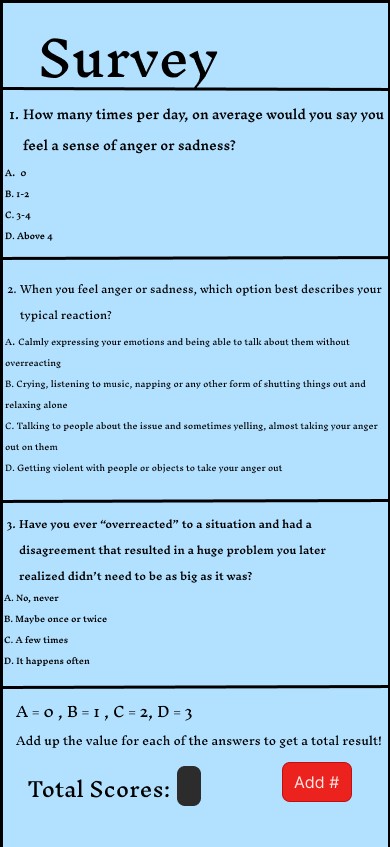 Survey
1. How many times per day, on average would you say you
feel a sense of anger or sadness?
A. 0
B. 1-2
C. 3-4
D. Above 4
2. When you feel anger or sadness, which option best describes your
typical reaction?
A. Calmly expressing your emotions and being able to talk about them without
overreacting
B. Crying, listening to music, napping or any other form of shutting things out and
relaxing alone
C. Talking to people about the issue and sometimes yelling, almost taking your anger
out on them
D. Getting violent with people or objects to take your anger out
3. Have you ever “overreacted” to a situation and had a
disagreement that resulted in a huge problem you later
realized didn’t need to be as big as it was?
A. No, never
B. Maybe once or twice
C. A few times
D. It happens often
A = 0 , B = 1 , C = 2, D = 3
Add up the value for each of the answers to get a total result!
Total Scores:
Add #